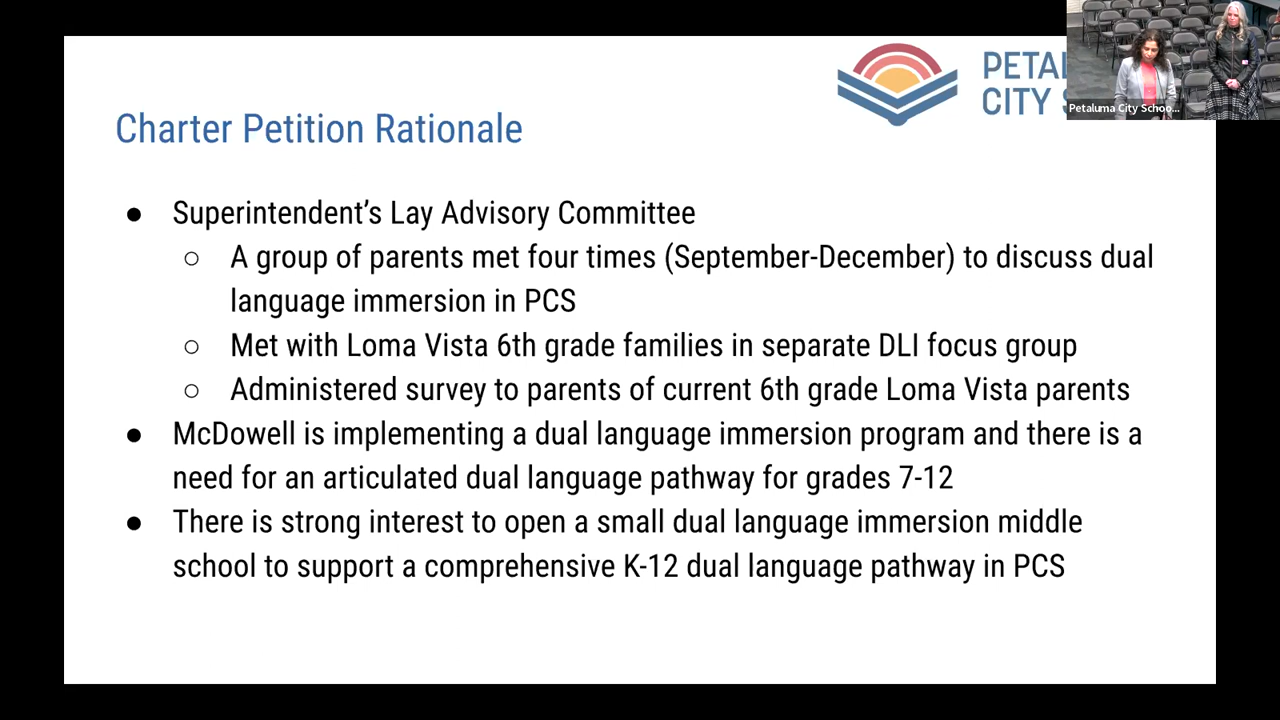 PETAL
CITY S
Petaluma City Schoo...
Charter Petition Rationale
● Superintendent’s Lay Advisory Committee
○ A group of parents met four times (September-December) to discuss dual
language immersion in PCS
○ Met with Loma Vista 6th grade families in separate DLI focus group
○ Administered survey to parents of current 6th grade Loma Vista parents
● McDowell is implementing a dual language immersion program and there is a
need for an articulated dual language pathway for grades 7-12
● There is strong interest to open a small dual language immersion middle
school to support a comprehensive K-12 dual language pathway in PCS